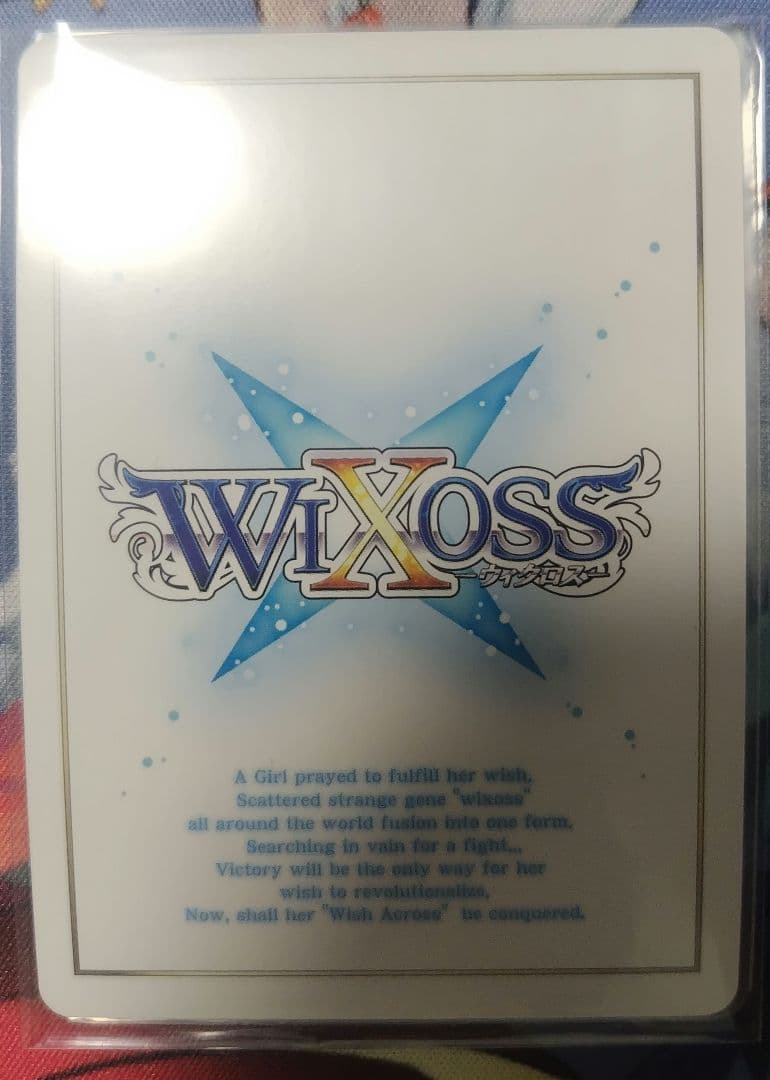 WIXOSS
―ウィクロス―
A Girl prayed to fulfill her wish,
Scattered strange gene "wixoss"
all around the world fusion into one form.
Searching in vain for a fight...
Victory will be the only way for her
wish to revolutionalize,
Now, shall her "Wish Across" be conquered.